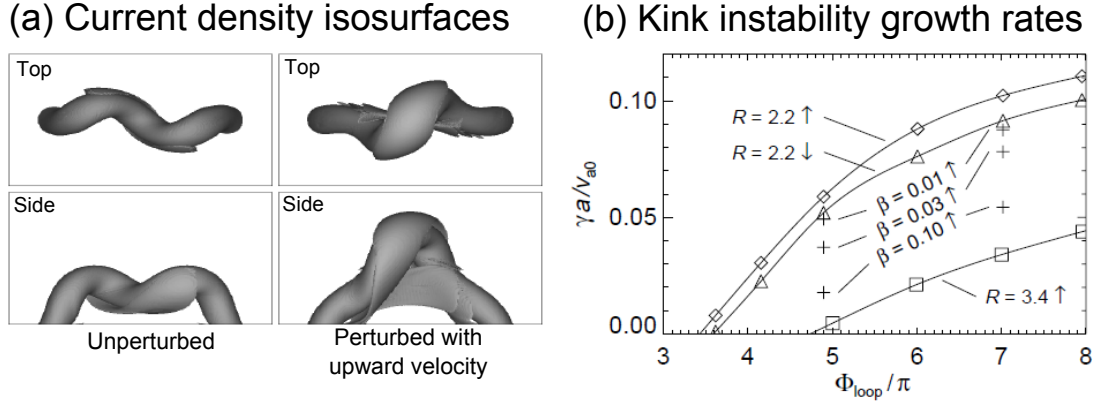 (a) Current density isosurfaces
Top
Top
Side
Side
Unperturbed
Perturbed with
upward velocity
(b) Kink instability growth rates
0.10
0.05
0.00
γa/v_a0
R = 2.2 ↑
R = 2.2 ↓
β = 0.01 ↑
β = 0.03 ↑
β = 0.10 ↑
R = 3.4 ↑
3 4 5 6 7 8
Φ_loop/π